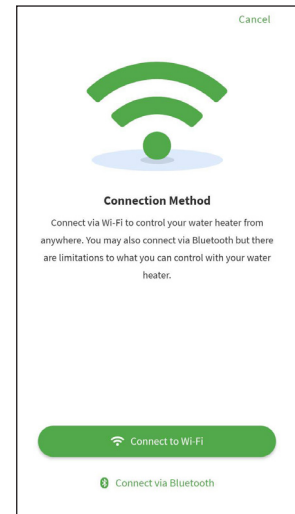 Cancel
Connection Method
Connect via Wi-Fi to control your water heater from
anywhere. You may also connect via Bluetooth but there
are limitations to what you can control with your water
heater.
Connect to Wi-Fi
Connect via Bluetooth